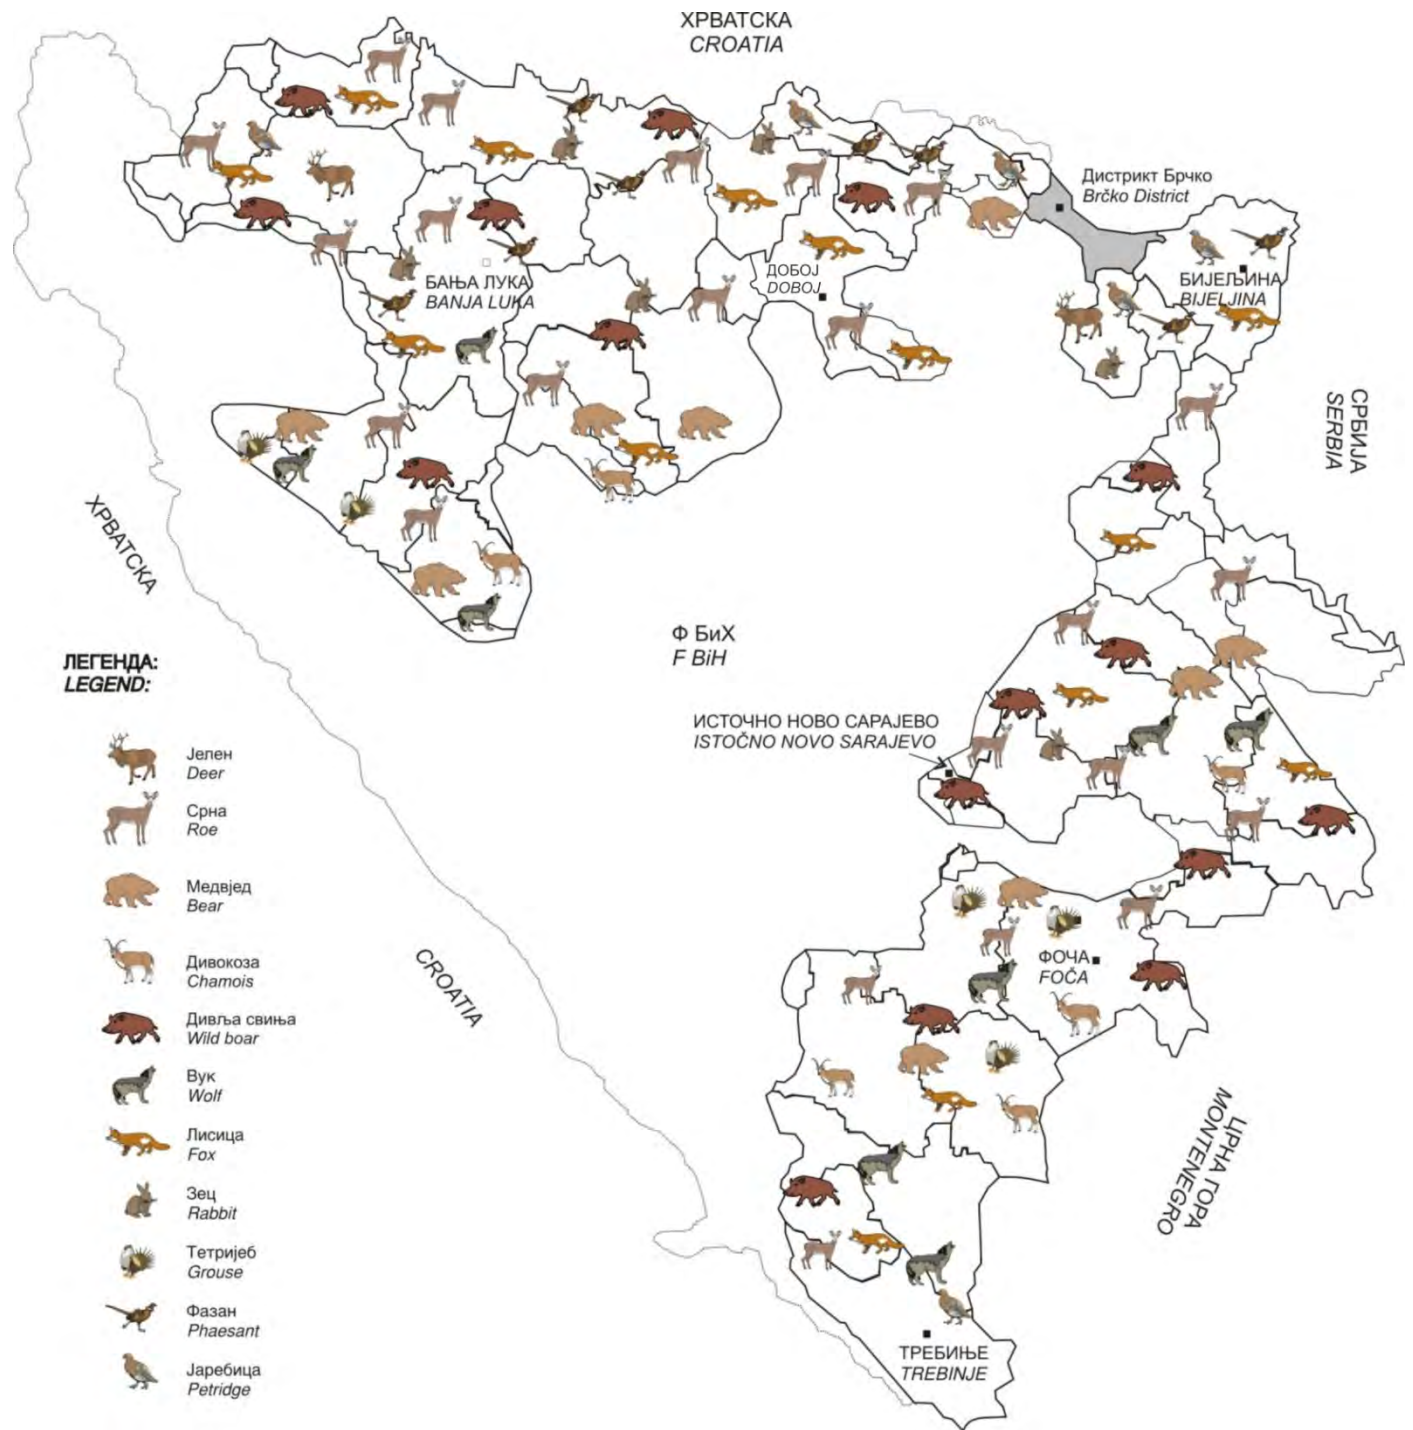 ХРВАТСКА
CROATIA
Дистрикт Брчко
Brčko District
ДОБОЈ
DOBOJ
БАЊА ЛУКА
BANJA LUKA
БИЈЕЉИНА
BIJELJINA
СРБИЈА
SERBIA
ХРВАТСКА
Ф БиХ
F BiH
ЛЕГЕНДА:
LEGEND:
ИСТОЧНО НОВО САРАЈЕВО
ISTOČNO NOVO SARAJEVO
Јелен
Deer
Срна
Roe
Медвјед
Bear
Дивокоза
Chamois
Дивља свиња
Wild boar
Вук
Wolf
Лисица
Fox
Зец
Rabbit
Тетријеб
Grouse
Фазан
Phaesant
Јаребица
Petridge
CROATIA
ФОЧА
FOČA
ЦРНА ГОРА
MONTENEGRO
ТРЕБИЊЕ
TREBINJE